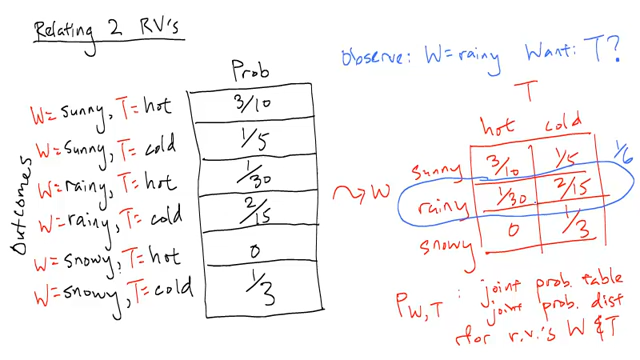 Relating 2 RV's
Prob
W=sunny, T=hot 3/10
W=sunny, T=cold 1/5
W=rainy, T=hot 1/30
W=rainy, T=cold 2/15
W=snowy, T=hot 0
W=snowy, T=cold 1/3
Outcomes
Observe: W=rainy Want: T?
T
hot cold
W
sunny 3/10 1/5
rainy 1/30 2/15
snowy 0 1/3
1/6
P_W,T : joint prob. table
joint prob. dist
for r.v.'s W & T